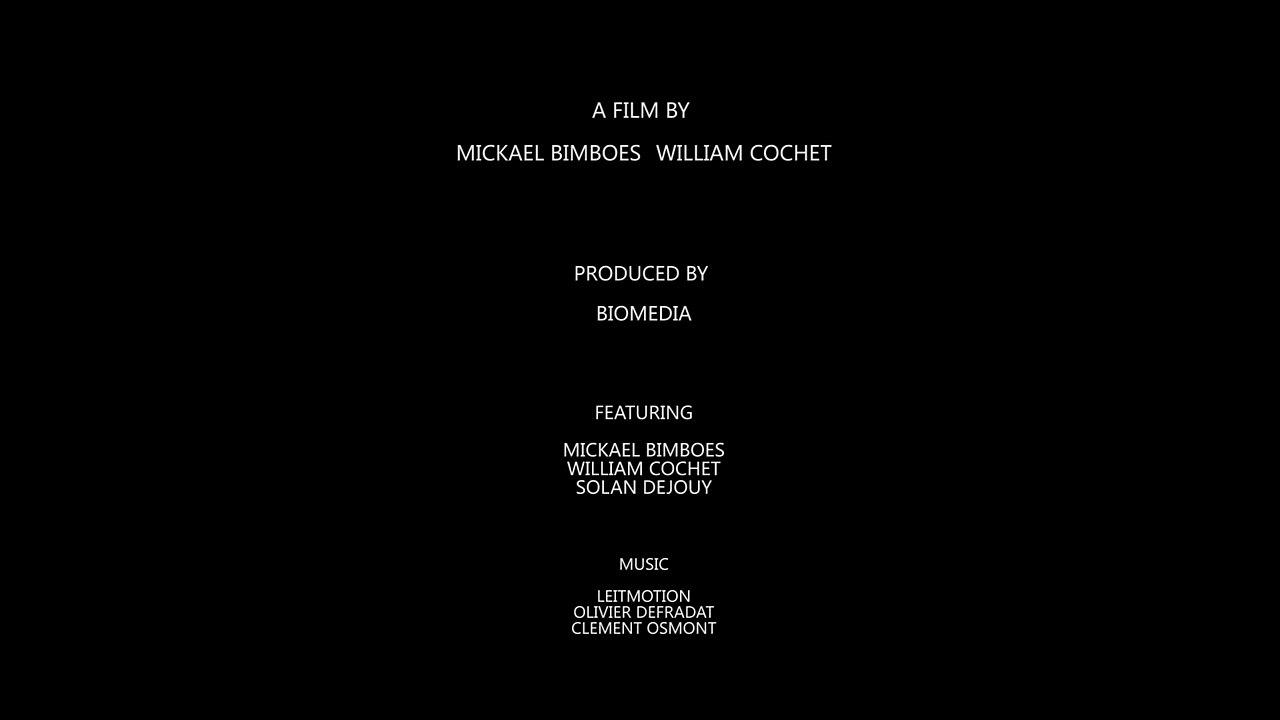 A FILM BY
MICKAEL BIMBOES WILLIAM COCHET
PRODUCED BY
BIOMEDIA
FEATURING
MICKAEL BIMBOES
WILLIAM COCHET
SOLAN DEJOUY
MUSIC
LEITMOTION
OLIVIER DEFRADAT
CLEMENT OSMONT